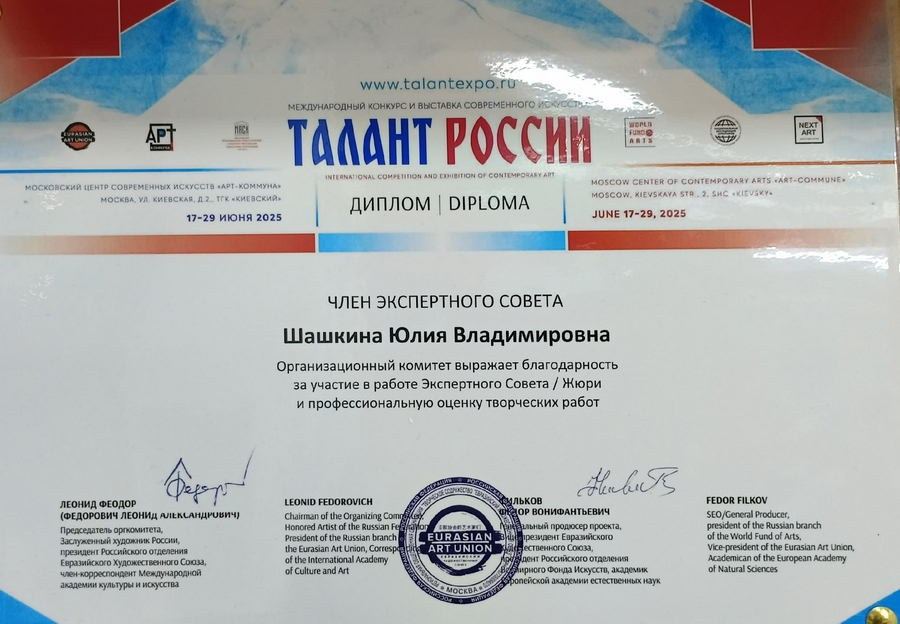 www.talantexpo.ru
МЕЖДУНАРОДНЫЙ КОНКУРС И ВЫСТАВКА СОВРЕМЕННОГО ИСКУССТВА
EURASIAN ART UNION
АРТ
WORLD FUND OF ARTS
NEXT ART
ТАЛАНТ РОССИИ
INTERNATIONAL COMPETITION AND EXHIBITION OF CONTEMPORARY ART
МОСКОВСКИЙ ЦЕНТР СОВРЕМЕННЫХ ИСКУССТВ «АРТ-КОММУНА»
МОСКВА, УЛ. КИЕВСКАЯ, Д.2., ТГК «КИЕВСКИЙ»
17-29 ИЮНЯ 2025
ДИПЛОМ | DIPLOMA
MOSCOW CENTER OF CONTEMPORARY ARTS «ART-COMMUNE»
MOSCOW, KIEVSKAYA STR., 2, SHC «KIEVSKY»
JUNE 17-29, 2025
ЧЛЕН ЭКСПЕРТНОГО СОВЕТА
Шашкина Юлия Владимировна
Организационный комитет выражает благодарность
за участие в работе Экспертного Совета / Жюри
и профессиональную оценку творческих работ
ЛЕОНИД ФЕОДОР
(ФЕДОРОВИЧ ЛЕОНИД АЛЕКСАНДРОВИЧ)
Председатель оргкомитета,
Заслуженный художник России,
президент Российского отделения
Евразийского Художественного Союза,
член-корреспондент Международной
академии культуры и искусства
LEONID FEDOROVICH
Chairman of the Organizing
Honored Artist of the Russian
President of the Russian branch
the Eurasian Art Union,
of the International Academy
of Culture and Art
EURASIAN
ART UNION
МОСКВА
ВОНИФАНТЬЕВИЧ
продюсер проекта,
президент Евразийского
Союза,
Российского отделения
Фонда Искусств, академик
академии естественных наук
FEDOR FILKOV
SEO/General Producer,
president of the Russian branch
of the World Fund of Arts,
Vice-president of the Eurasian Art Union,
Academican of the European Academy
of Natural Sciences